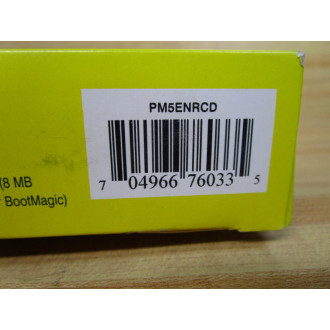 PM5ENRCD
(8 MB
BootMagic)
7 04966 76033 5